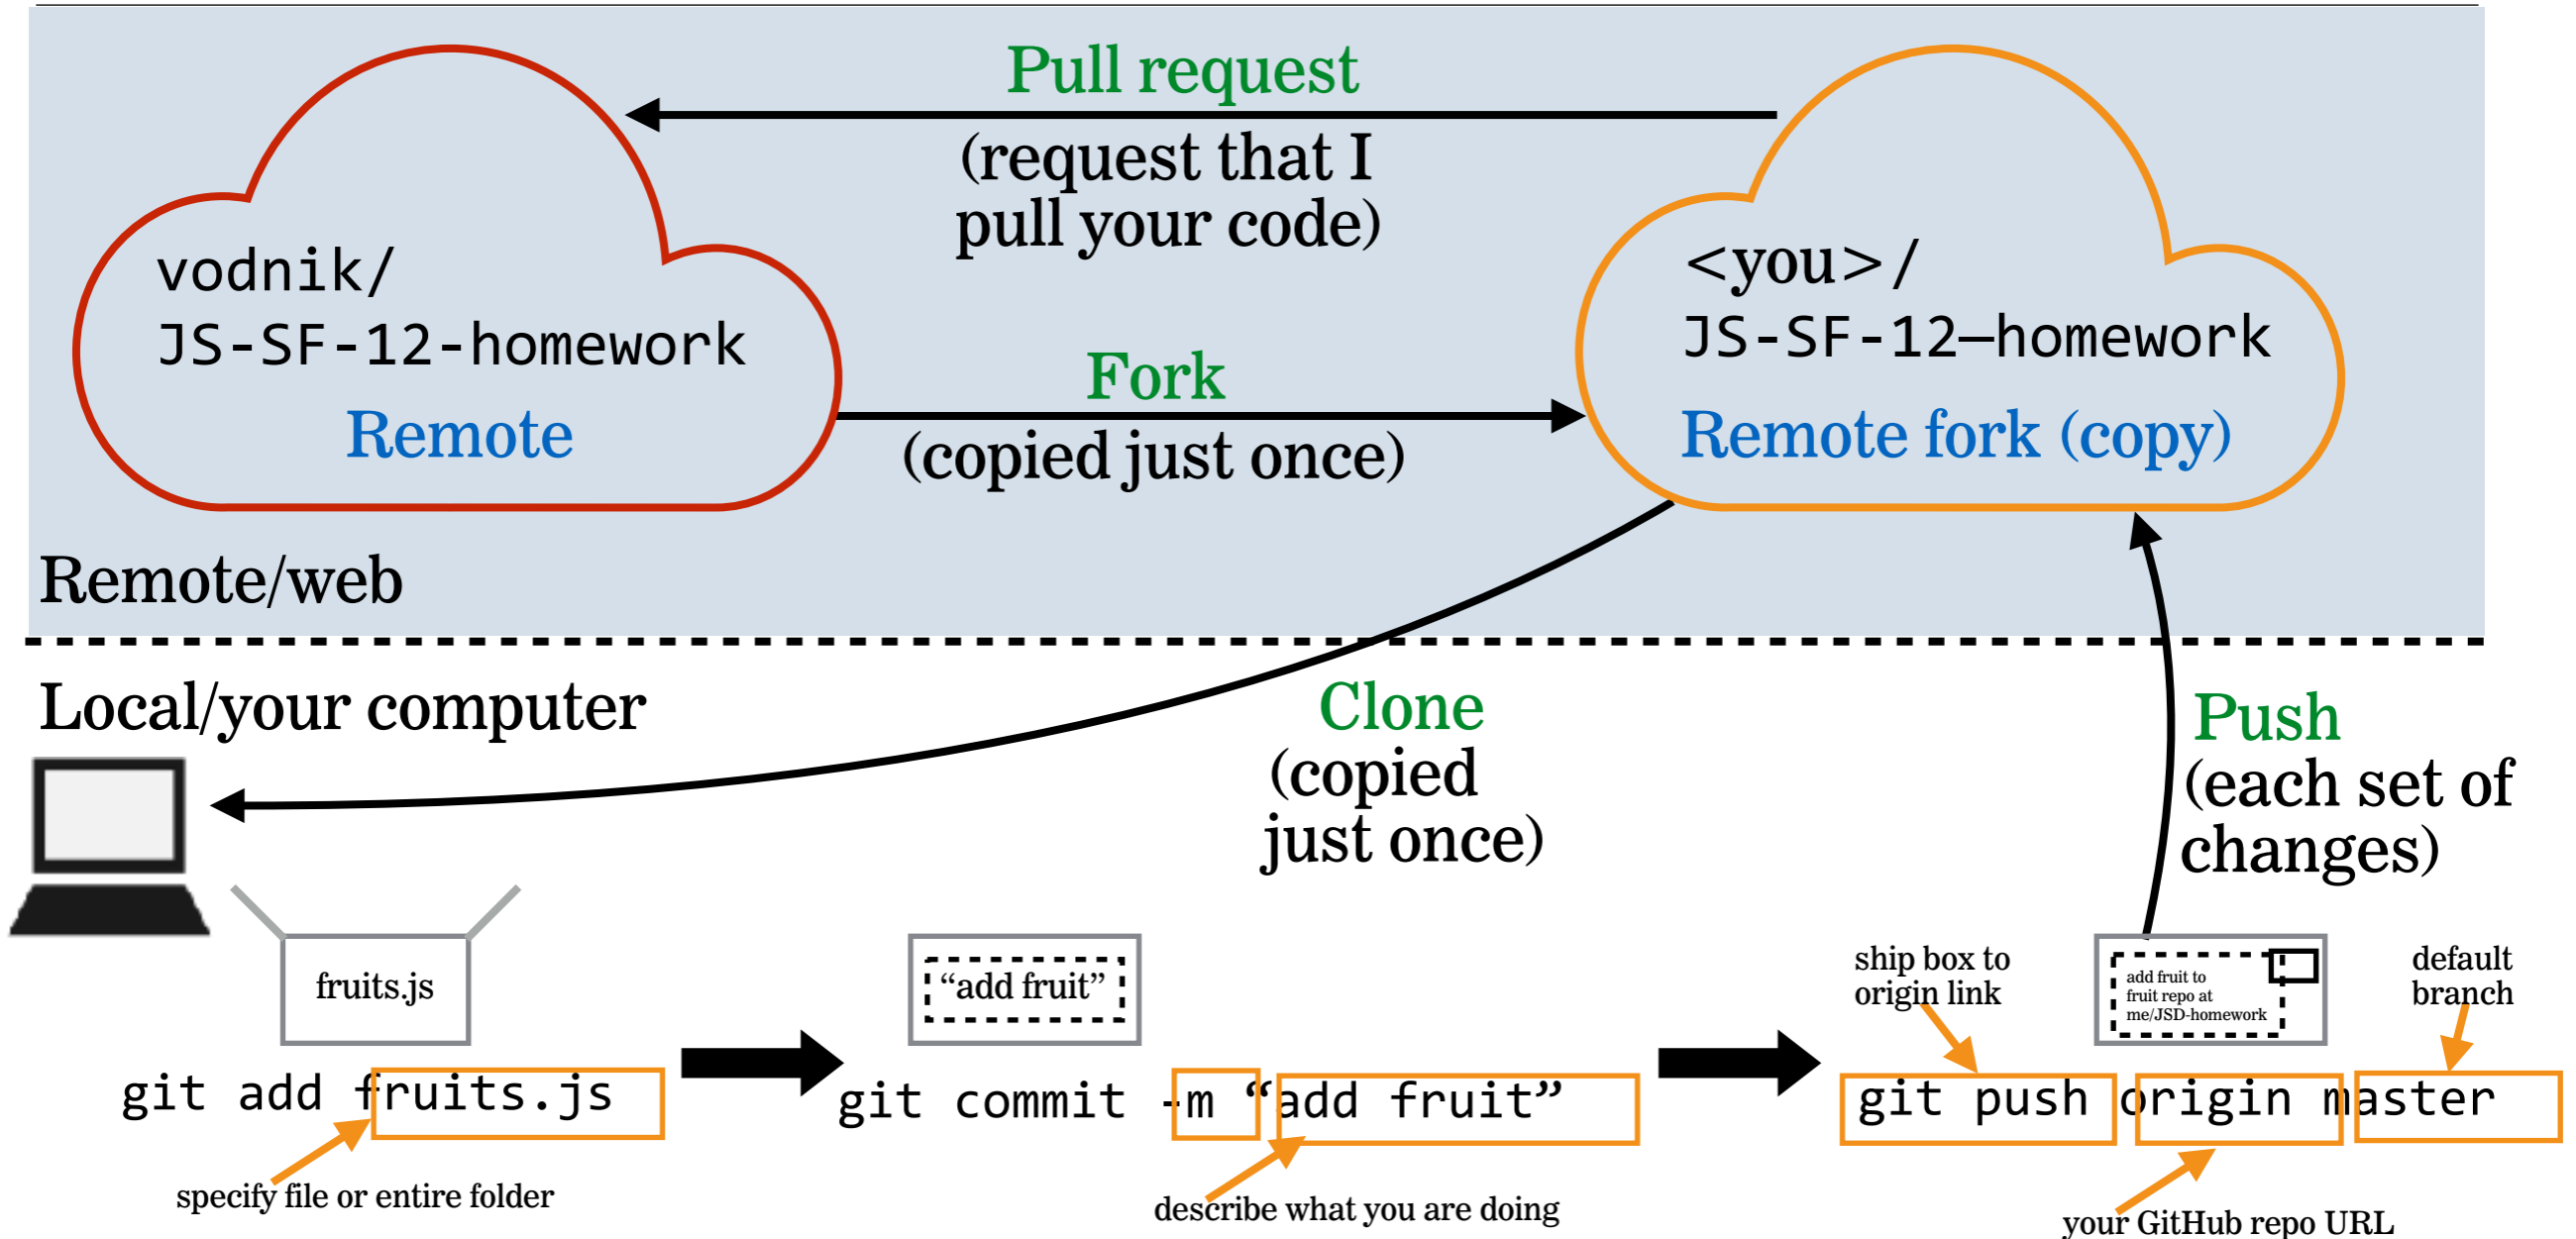 Pull request
(request that I
pull your code)
vodnik/
JS-SF-12-homework
Remote
Fork
(copied just once)
<you>/
JS-SF-12—homework
Remote fork (copy)
Remote/web
Local/your computer
Clone
(copied
just once)
Push
(each set of
changes)
fruits.js
git add fruits.js
specify file or entire folder
“add fruit”
git commit -m “add fruit”
describe what you are doing
ship box to
origin link
add fruit to
fruit repo at
me/JSD-homework
default
branch
git push origin master
your GitHub repo URL